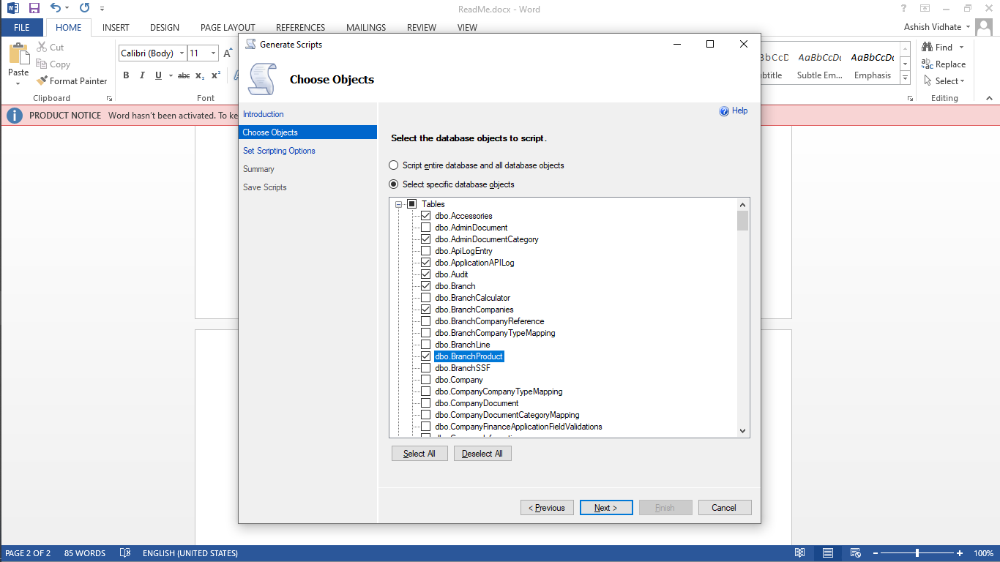 ReadMe.docx - Word
FILE HOME INSERT DESIGN PAGE LAYOUT REFERENCES MAILINGS REVIEW VIEW Ashish Vidhate
Cut
Copy
Format Painter
Paste
Clipboard
Calibri (Body) 11 A
B I U abc X₂ X²
Font
AaBbCcDc AaBbCcDc
Subtle Em... Emphasis
Find
Replace
Select
Editing
PRODUCT NOTICE Word hasn't been activated. To ke
Generate Scripts
Choose Objects
Introduction
Choose Objects
Set Scripting Options
Summary
Save Scripts
Help
Select the database objects to script.
Script entire database and all database objects
Select specific database objects
Tables
dbo.Accessories
dbo.AdminDocument
dbo.AdminDocumentCategory
dbo.ApiLogEntry
dbo.ApplicationAPILog
dbo.Audit
dbo.Branch
dbo.BranchCalculator
dbo.BranchCompanies
dbo.BranchCompanyReference
dbo.BranchCompanyTypeMapping
dbo.BranchLine
dbo.BranchProduct
dbo.BranchSSF
dbo.Company
dbo.CompanyCompanyTypeMapping
dbo.CompanyDocument
dbo.CompanyDocumentCategoryMapping
dbo.CompanyFinanceApplicationFieldValidations
Select All Deselect All
< Previous Next > Finish Cancel
PAGE 2 OF 2 85 WORDS ENGLISH (UNITED STATES) 100%